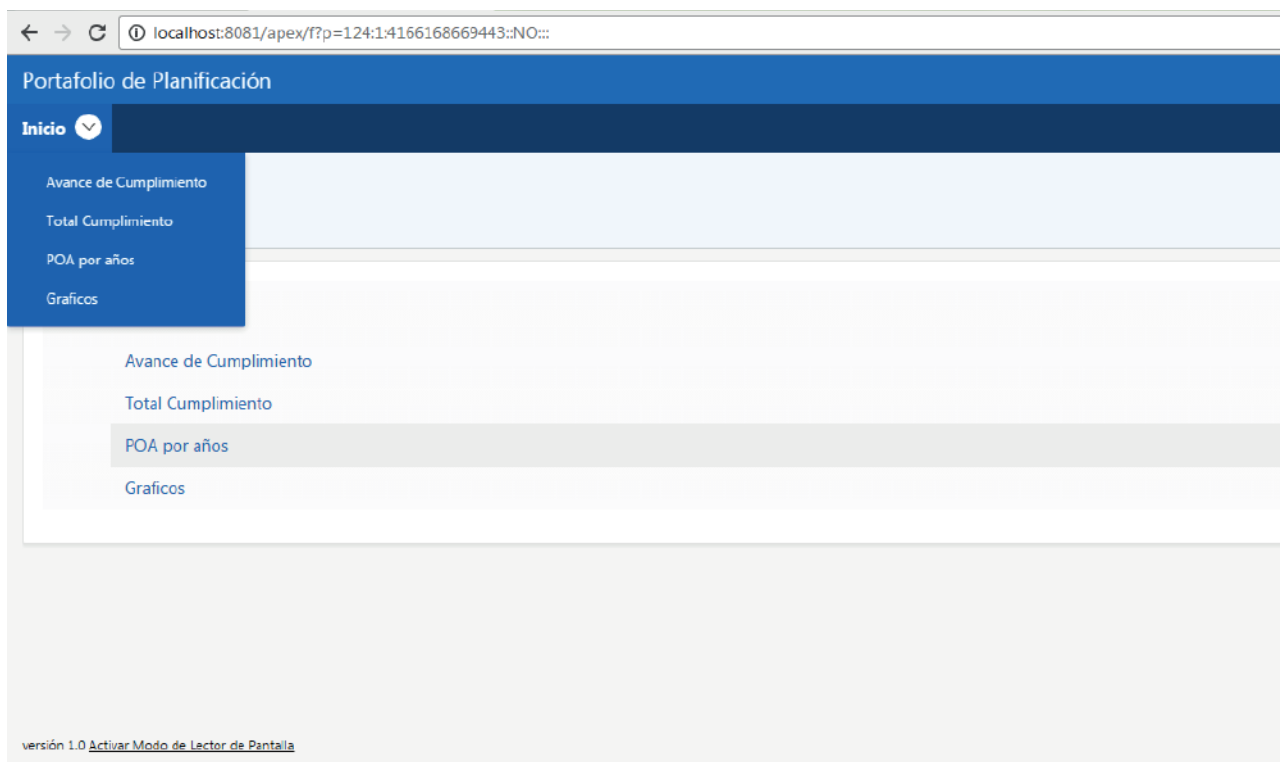 localhost:8081/apex/f?p=124:1:4166168669443::NO:::
Portafolio de Planificación
Inicio
Avance de Cumplimiento
Total Cumplimiento
POA por años
Graficos
Avance de Cumplimiento
Total Cumplimiento
POA por años
Graficos
versión 1.0 Activar Modo de Lector de Pantalla